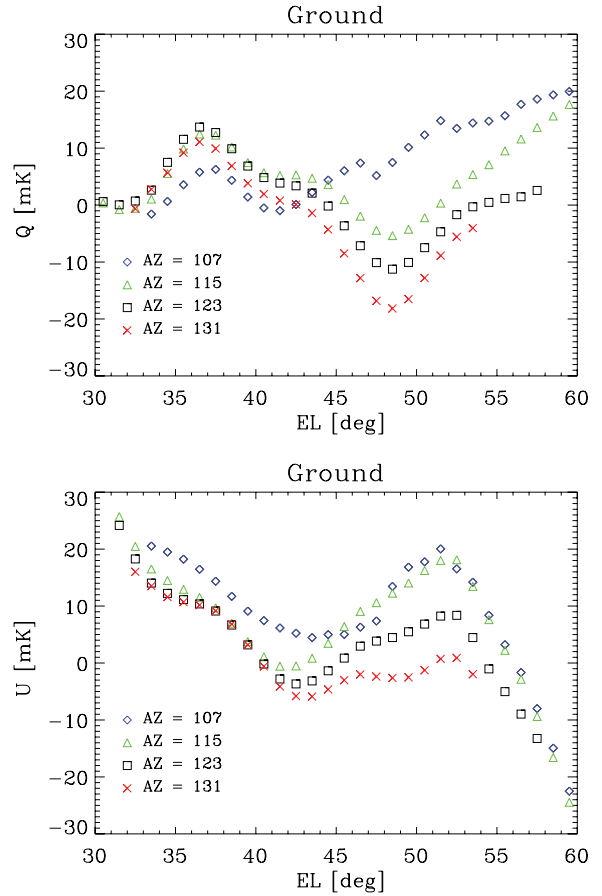 Ground
30
20
10
0
−10
−20
−30
Q [mK]
AZ = 107
AZ = 115
AZ = 123
AZ = 131
30 35 40 45 50 55 60
EL [deg]
Ground
30
20
10
0
−10
−20
−30
U [mK]
AZ = 107
AZ = 115
AZ = 123
AZ = 131
30 35 40 45 50 55 60
EL [deg]